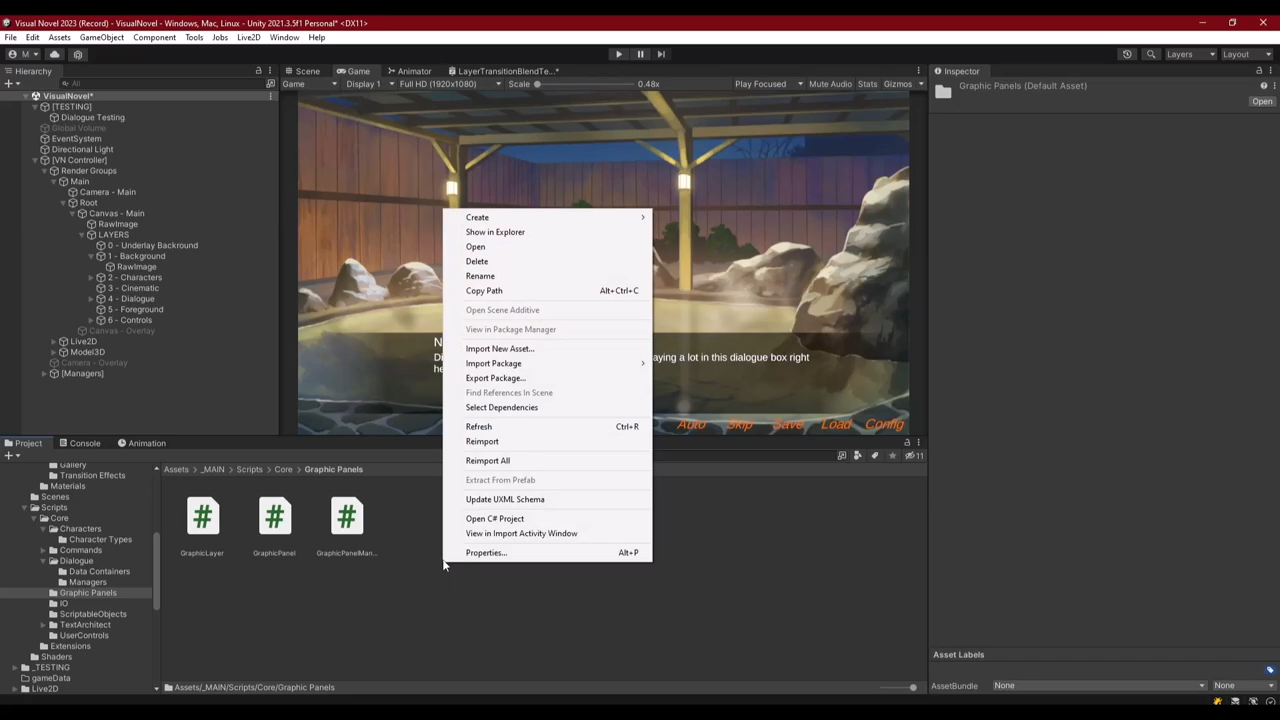 Visual Novel 2023 (Record) - VisualNovel - Windows, Mac, Linux - Unity 2021.3.5f1 Personal* <DX11>
File Edit Assets GameObject Component Tools Jobs Live2D Window Help
M Layers Layout
Hierarchy Scene Game Animator LayerTransitionBlendTe...* Inspector
All Game Display 1 Full HD (1920x1080) Scale 0.48x Play Focused Mute Audio Stats Gizmos
Graphic Panels (Default Asset)
Open
VisualNovel*
[TESTING]
Dialogue Testing
Global Volume
EventSystem
Directional Light
[VN Controller]
Render Groups
Main
Camera - Main
Root
Canvas - Main
RawImage
LAYERS
0 - Underlay Backround
1 - Background
RawImage
2 - Characters
3 - Cinematic
4 - Dialogue
5 - Foreground
6 - Controls
Canvas - Overlay
Live2D
Model3D
Camera - Overlay
[Managers]
Create
Show in Explorer
Open
Delete
Rename
Copy Path Alt+Ctrl+C
Open Scene Additive
View in Package Manager
Import New Asset...
Import Package
Export Package...
Find References In Scene
Select Dependencies
Refresh Ctrl+R
Reimport
Reimport All
Extract From Prefab
Update UXML Schema
Open C# Project
View in Import Activity Window
Properties... Alt+P
N
Di aying a lot in this dialogue box right
he
Auto Skip Save Load Config
Project Console Animation
11
Assets _MAIN Scripts Core Graphic Panels
Gallery
Transition Effects
Materials
Scenes
Scripts
Core
Characters
Character Types
Commands
Dialogue
Data Containers
Managers
Graphic Panels
IO
ScriptableObjects
TextArchitect
UserControls
Extensions
Shaders
_TESTING
gameData
Live2D
# # #
GraphicLayer GraphicPanel GraphicPanelMan...
Assets/_MAIN/Scripts/Core/Graphic Panels
Asset Labels
AssetBundle None None